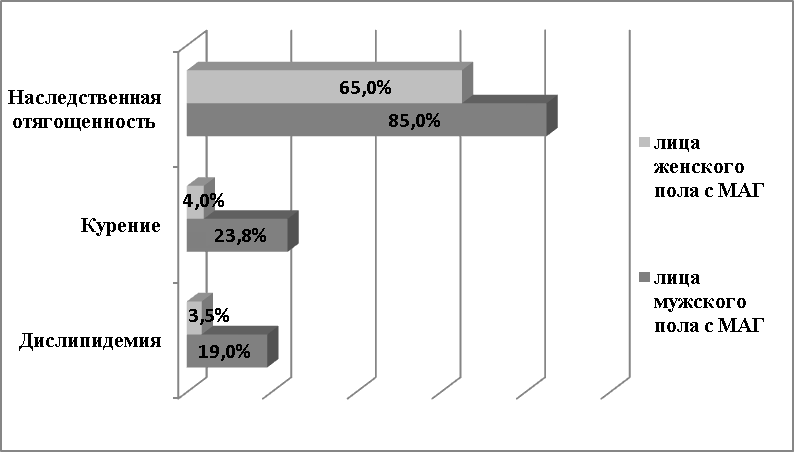 Наследственная
отягощенность
65,0%
85,0%
Курение
4,0%
23,8%
Дислипидемия
3,5%
19,0%
лица
женского
пола с МАГ
лица
мужского
пола с МАГ